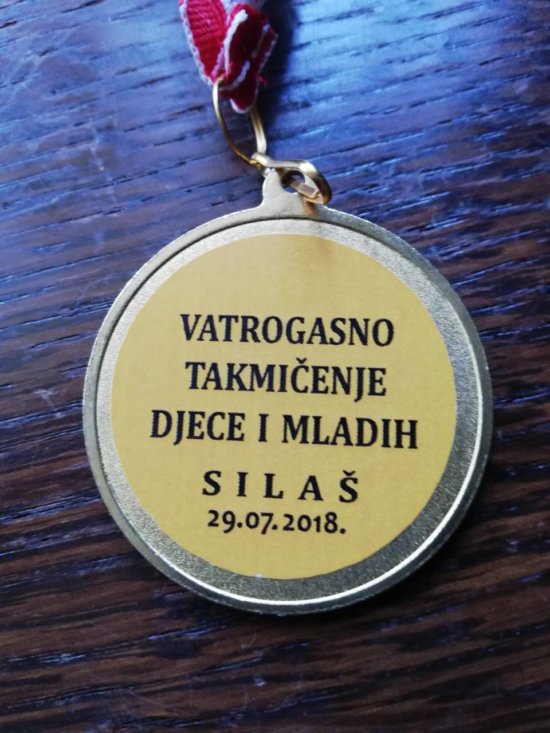 VATROGASNO
TAKMIČENJE
DJECE I MLADIH
SILAŠ
29.07.2018.